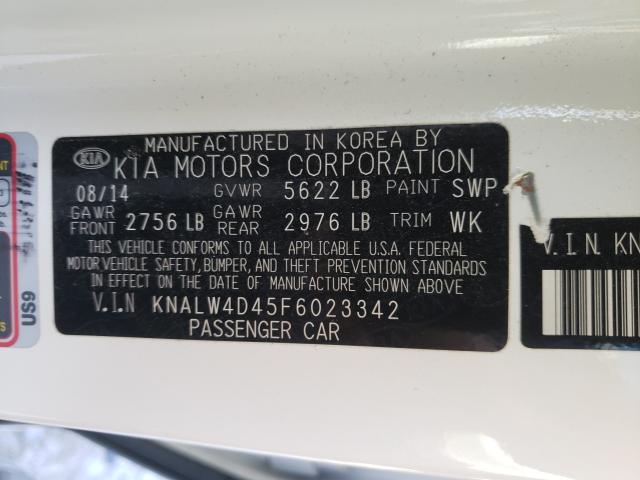 MANUFACTURED IN KOREA BY
KIA KIA MOTORS CORPORATION
08/14 GVWR 5622 LB PAINT SWP
GAWR FRONT 2756 LB GAWR REAR 2976 LB TRIM WK
THIS VEHICLE CONFORMS TO ALL APPLICABLE U.S.A. FEDERAL
MOTOR VEHICLE SAFETY, BUMPER, AND THEFT PREVENTION STANDARDS
IN EFFECT ON THE DATE OF MANUFACTURE SHOWN ABOVE
V.I.N KNALW4D45F6023342
PASSENGER CAR
US9
V.I.N. KN